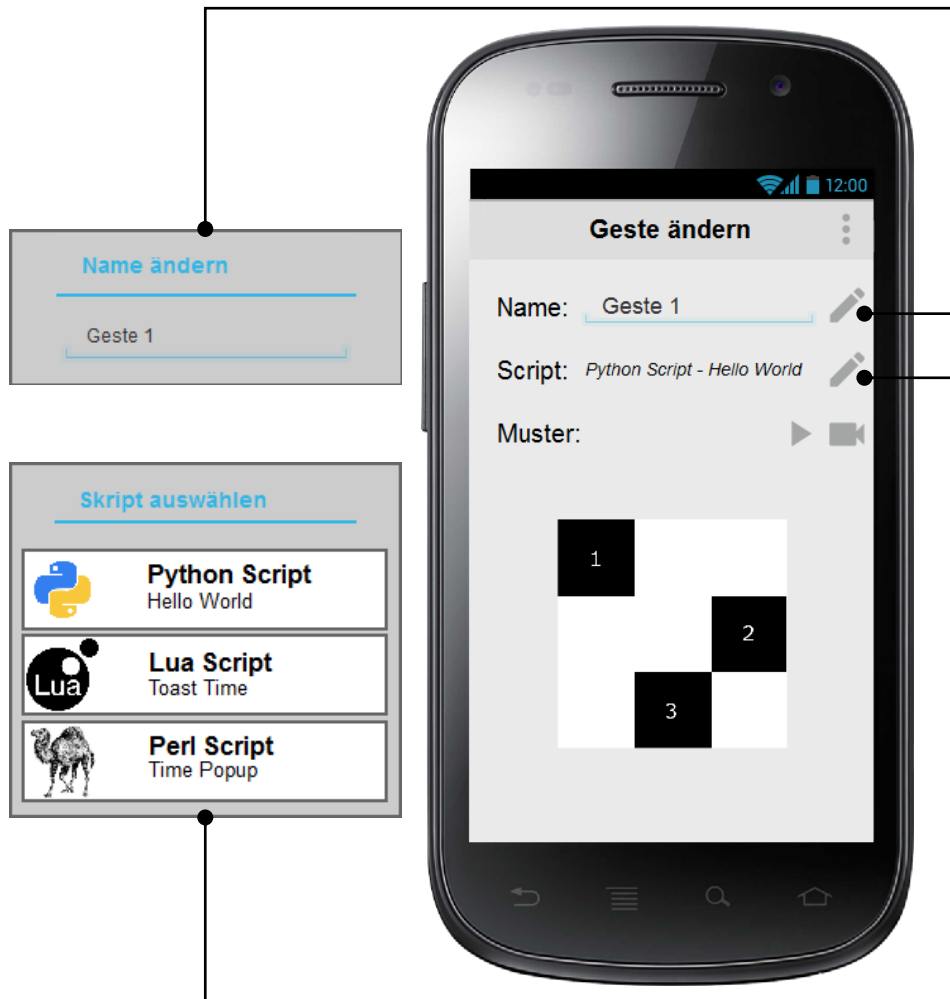 Name ändern
Geste 1
Skript auswählen
Python Script
Hello World
Lua
Lua Script
Toast Time
Perl Script
Time Popup
12:00
Geste ändern
Name: Geste 1
Script: Python Script - Hello World
Muster:
1
2
3